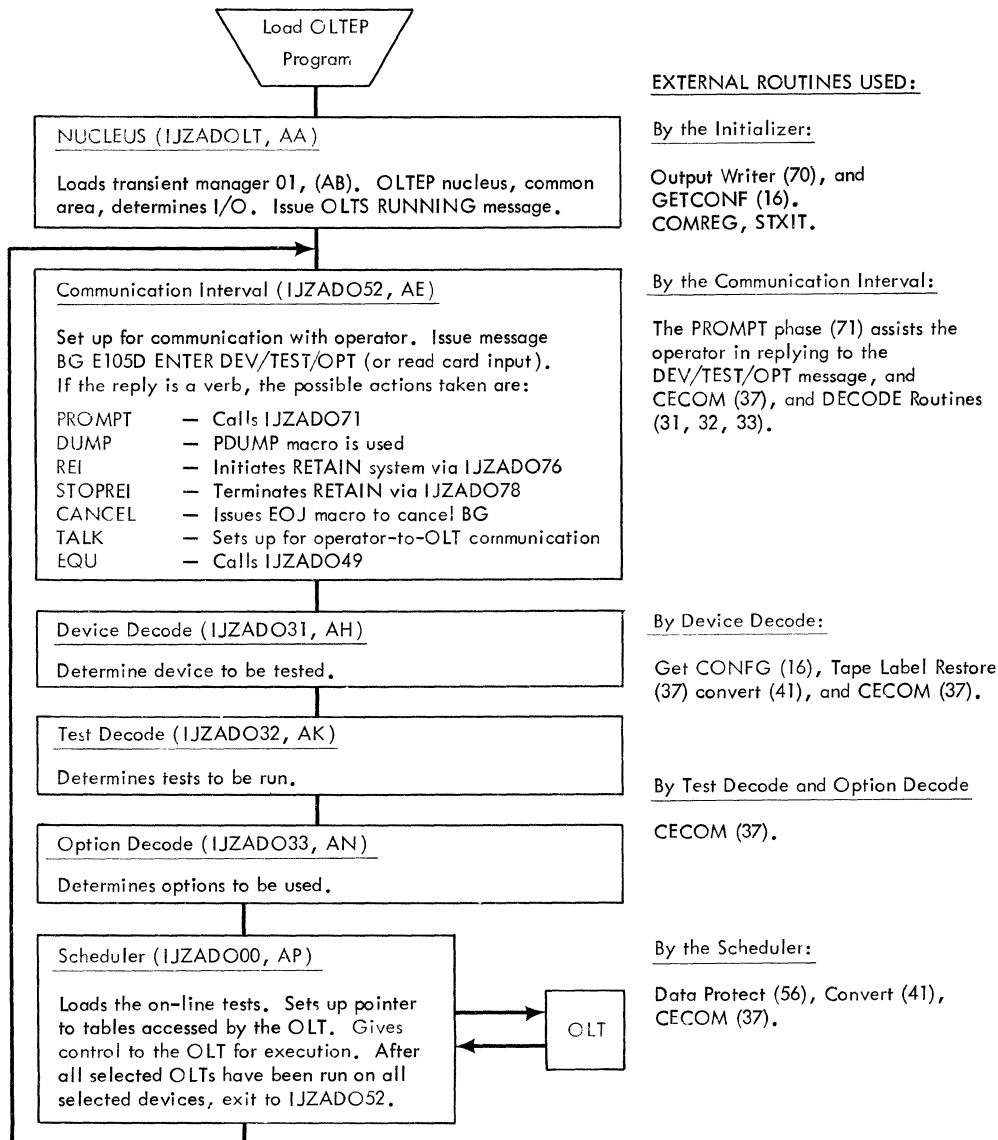 Load OLTEP
Program
NUCLEUS (IJZADOLT, AA)
Loads transient manager 01, (AB). OLTEP nucleus, common
area, determines I/O. Issue OLTS RUNNING message.
Communication Interval (IJZADO52, AE)
Set up for communication with operator. Issue message
BG E105D ENTER DEV/TEST/OPT (or read card input).
If the reply is a verb, the possible actions taken are:
PROMPT — Calls IJZADO71
DUMP — PDUMP macro is used
REI — Initiates RETAIN system via IJZADO76
STOPREI — Terminates RETAIN via IJZADO78
CANCEL — Issues EOJ macro to cancel BG
TALK — Sets up for operator-to-OLT communication
EQU — Calls IJZADO49
Device Decode (IJZADO31, AH)
Determine device to be tested.
Test Decode (IJZADO32, AK)
Determines tests to be run.
Option Decode (IJZADO33, AN)
Determines options to be used.
Scheduler (IJZADO00, AP)
Loads the on-line tests. Sets up pointer
to tables accessed by the OLT. Gives
control to the OLT for execution. After
all selected OLTs have been run on all
selected devices, exit to IJZADO52.
OLT
EXTERNAL ROUTINES USED:
By the Initializer:
Output Writer (70), and
GETCONF (16).
COMREG, STXIT.
By the Communication Interval:
The PROMPT phase (71) assists the
operator in replying to the
DEV/TEST/OPT message, and
CECOM (37), and DECODE Routines
(31, 32, 33).
By Device Decode:
Get CONFG (16), Tape Label Restore
(37) convert (41), and CECOM (37).
By Test Decode and Option Decode
CECOM (37).
By the Scheduler:
Data Protect (56), Convert (41),
CECOM (37).